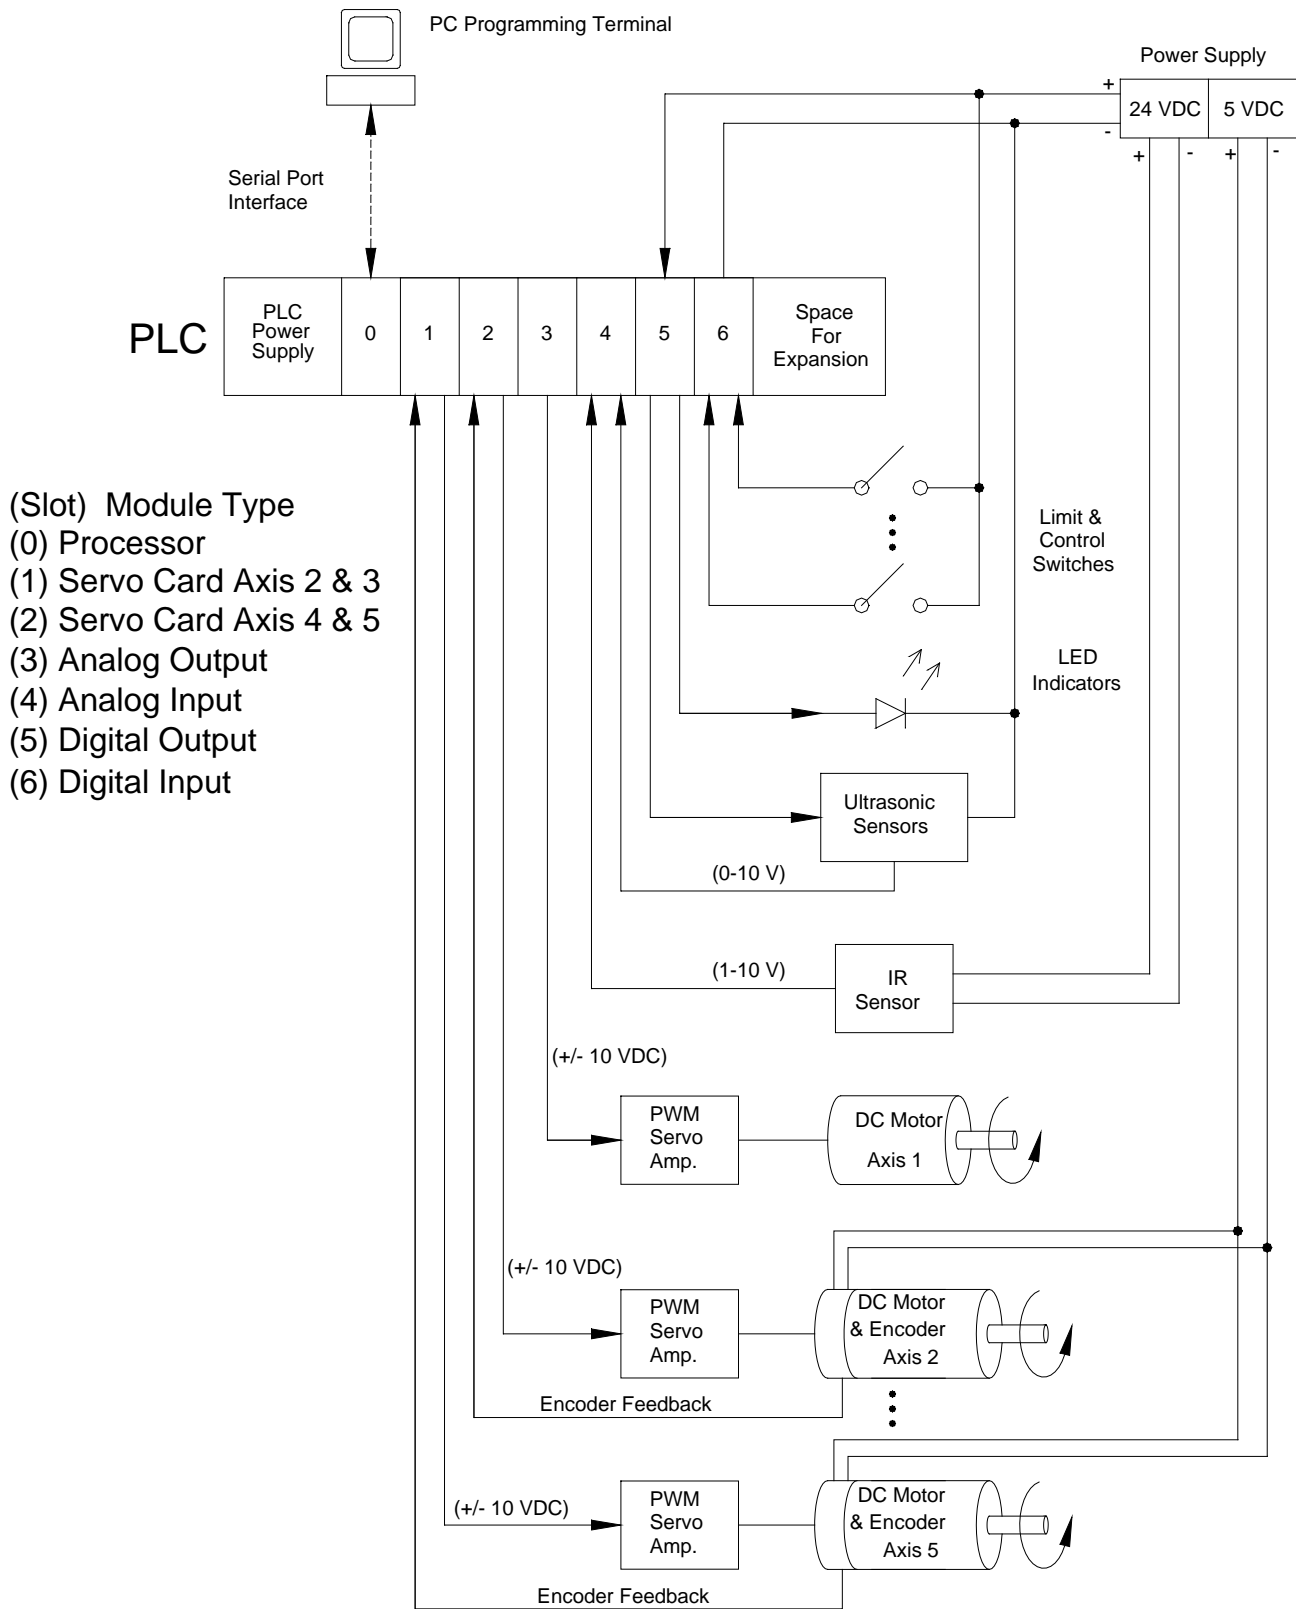 PC Programming Terminal
Power Supply
+
24 VDC
5 VDC
-
+
-
+
-
Serial Port
Interface
PLC
PLC
Power
Supply
0
1
2
3
4
5
6
Space
For
Expansion
(Slot) Module Type
(0) Processor
(1) Servo Card Axis 2 & 3
(2) Servo Card Axis 4 & 5
(3) Analog Output
(4) Analog Input
(5) Digital Output
(6) Digital Input
Limit &
Control
Switches
LED
Indicators
Ultrasonic
Sensors
(0-10 V)
(1-10 V)
IR
Sensor
(+/- 10 VDC)
PWM
Servo
Amp.
DC Motor
Axis 1
(+/- 10 VDC)
PWM
Servo
Amp.
DC Motor
& Encoder
Axis 2
Encoder Feedback
(+/- 10 VDC)
PWM
Servo
Amp.
DC Motor
& Encoder
Axis 5
Encoder Feedback